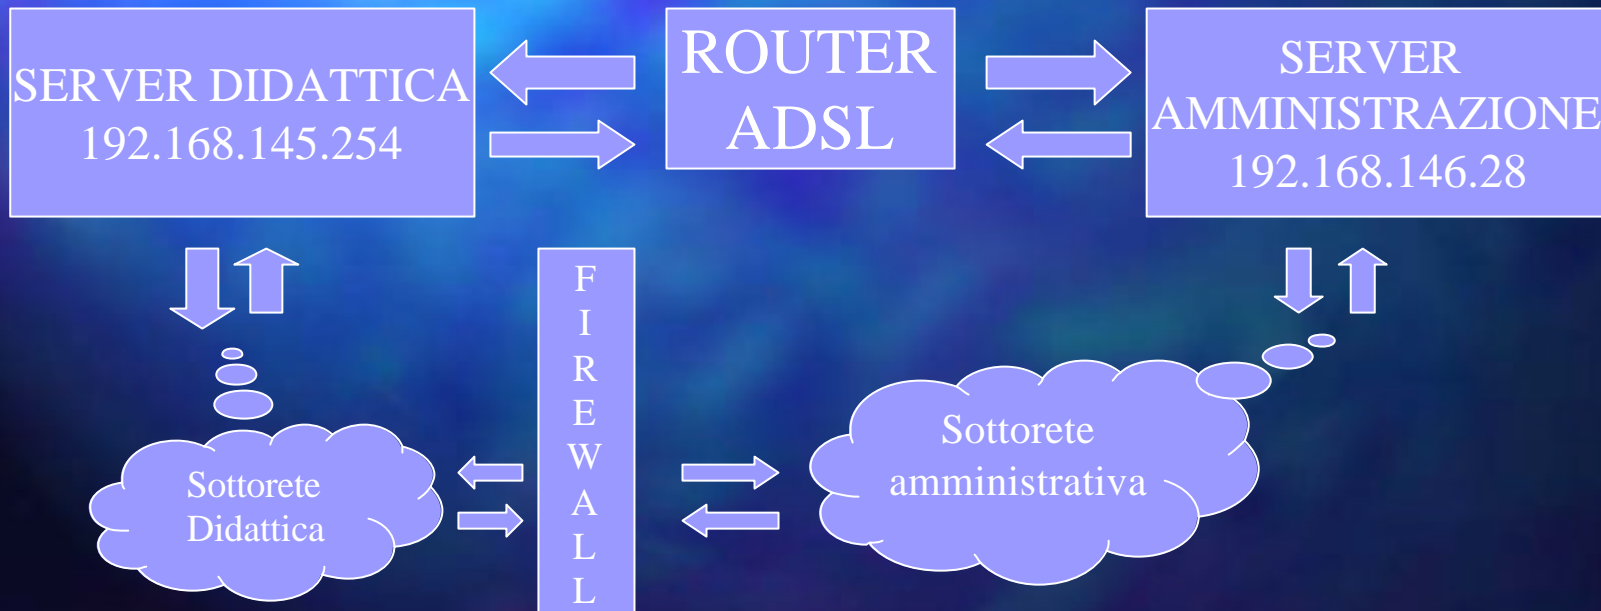 SERVER DIDATTICA
192.168.145.254
ROUTER
ADSL
SERVER
AMMINISTRAZIONE
192.168.146.28
F
I
R
E
W
A
L
L
Sottorete
Didattica
Sottorete
amministrativa